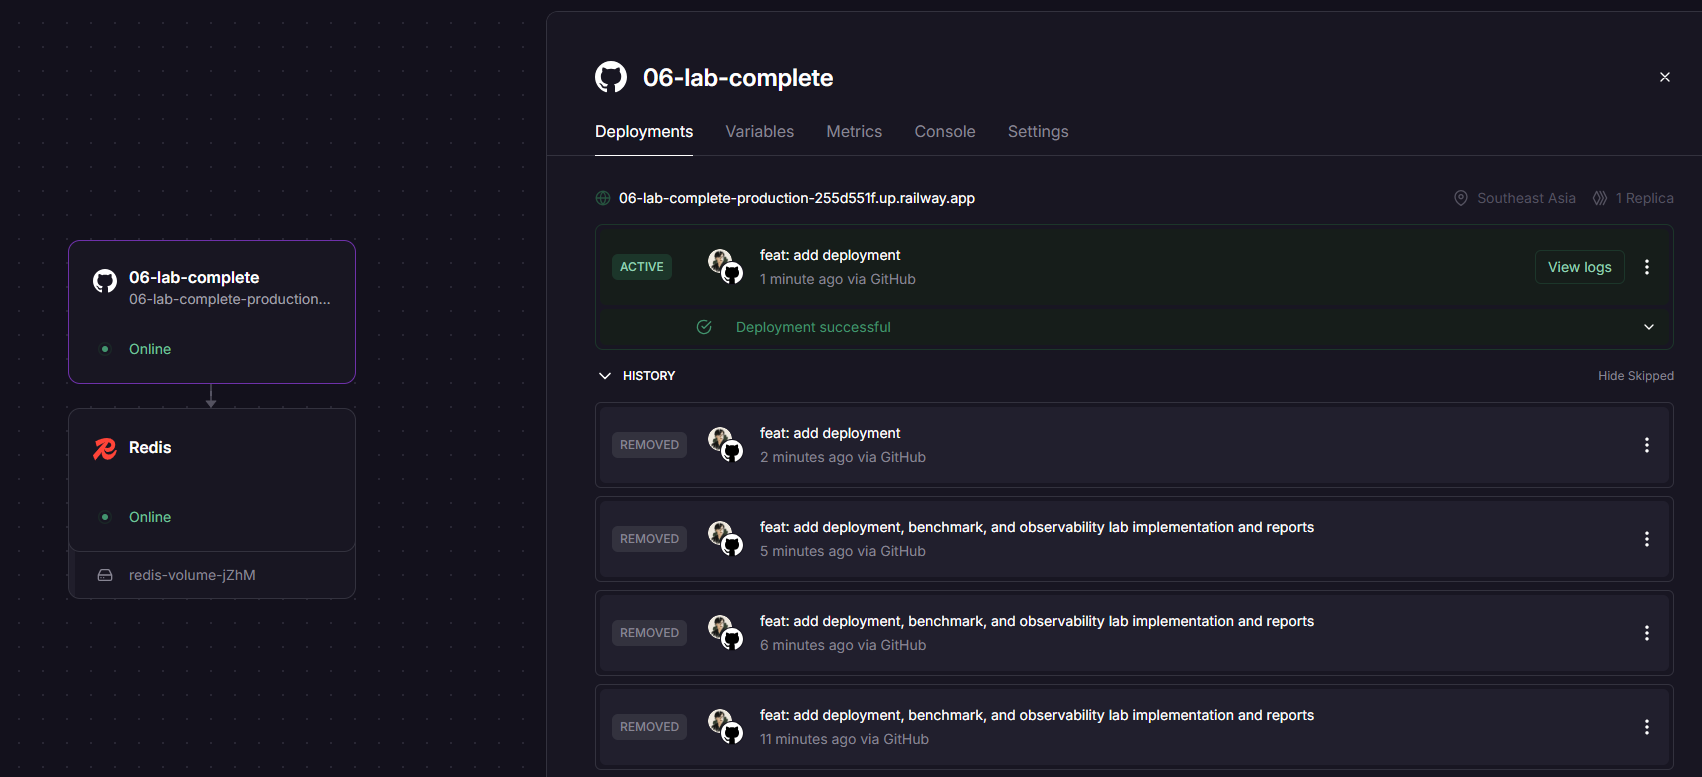 06-lab-complete
06-lab-complete-production...
Online
Redis
Online
redis-volume-jZhM
06-lab-complete
Deployments Variables Metrics Console Settings
06-lab-complete-production-255d551f.up.railway.app Southeast Asia 1 Replica
ACTIVE
feat: add deployment
1 minute ago via GitHub
View logs
Deployment successful
HISTORY Hide Skipped
REMOVED
feat: add deployment
2 minutes ago via GitHub
REMOVED
feat: add deployment, benchmark, and observability lab implementation and reports
5 minutes ago via GitHub
REMOVED
feat: add deployment, benchmark, and observability lab implementation and reports
6 minutes ago via GitHub
REMOVED
feat: add deployment, benchmark, and observability lab implementation and reports
11 minutes ago via GitHub